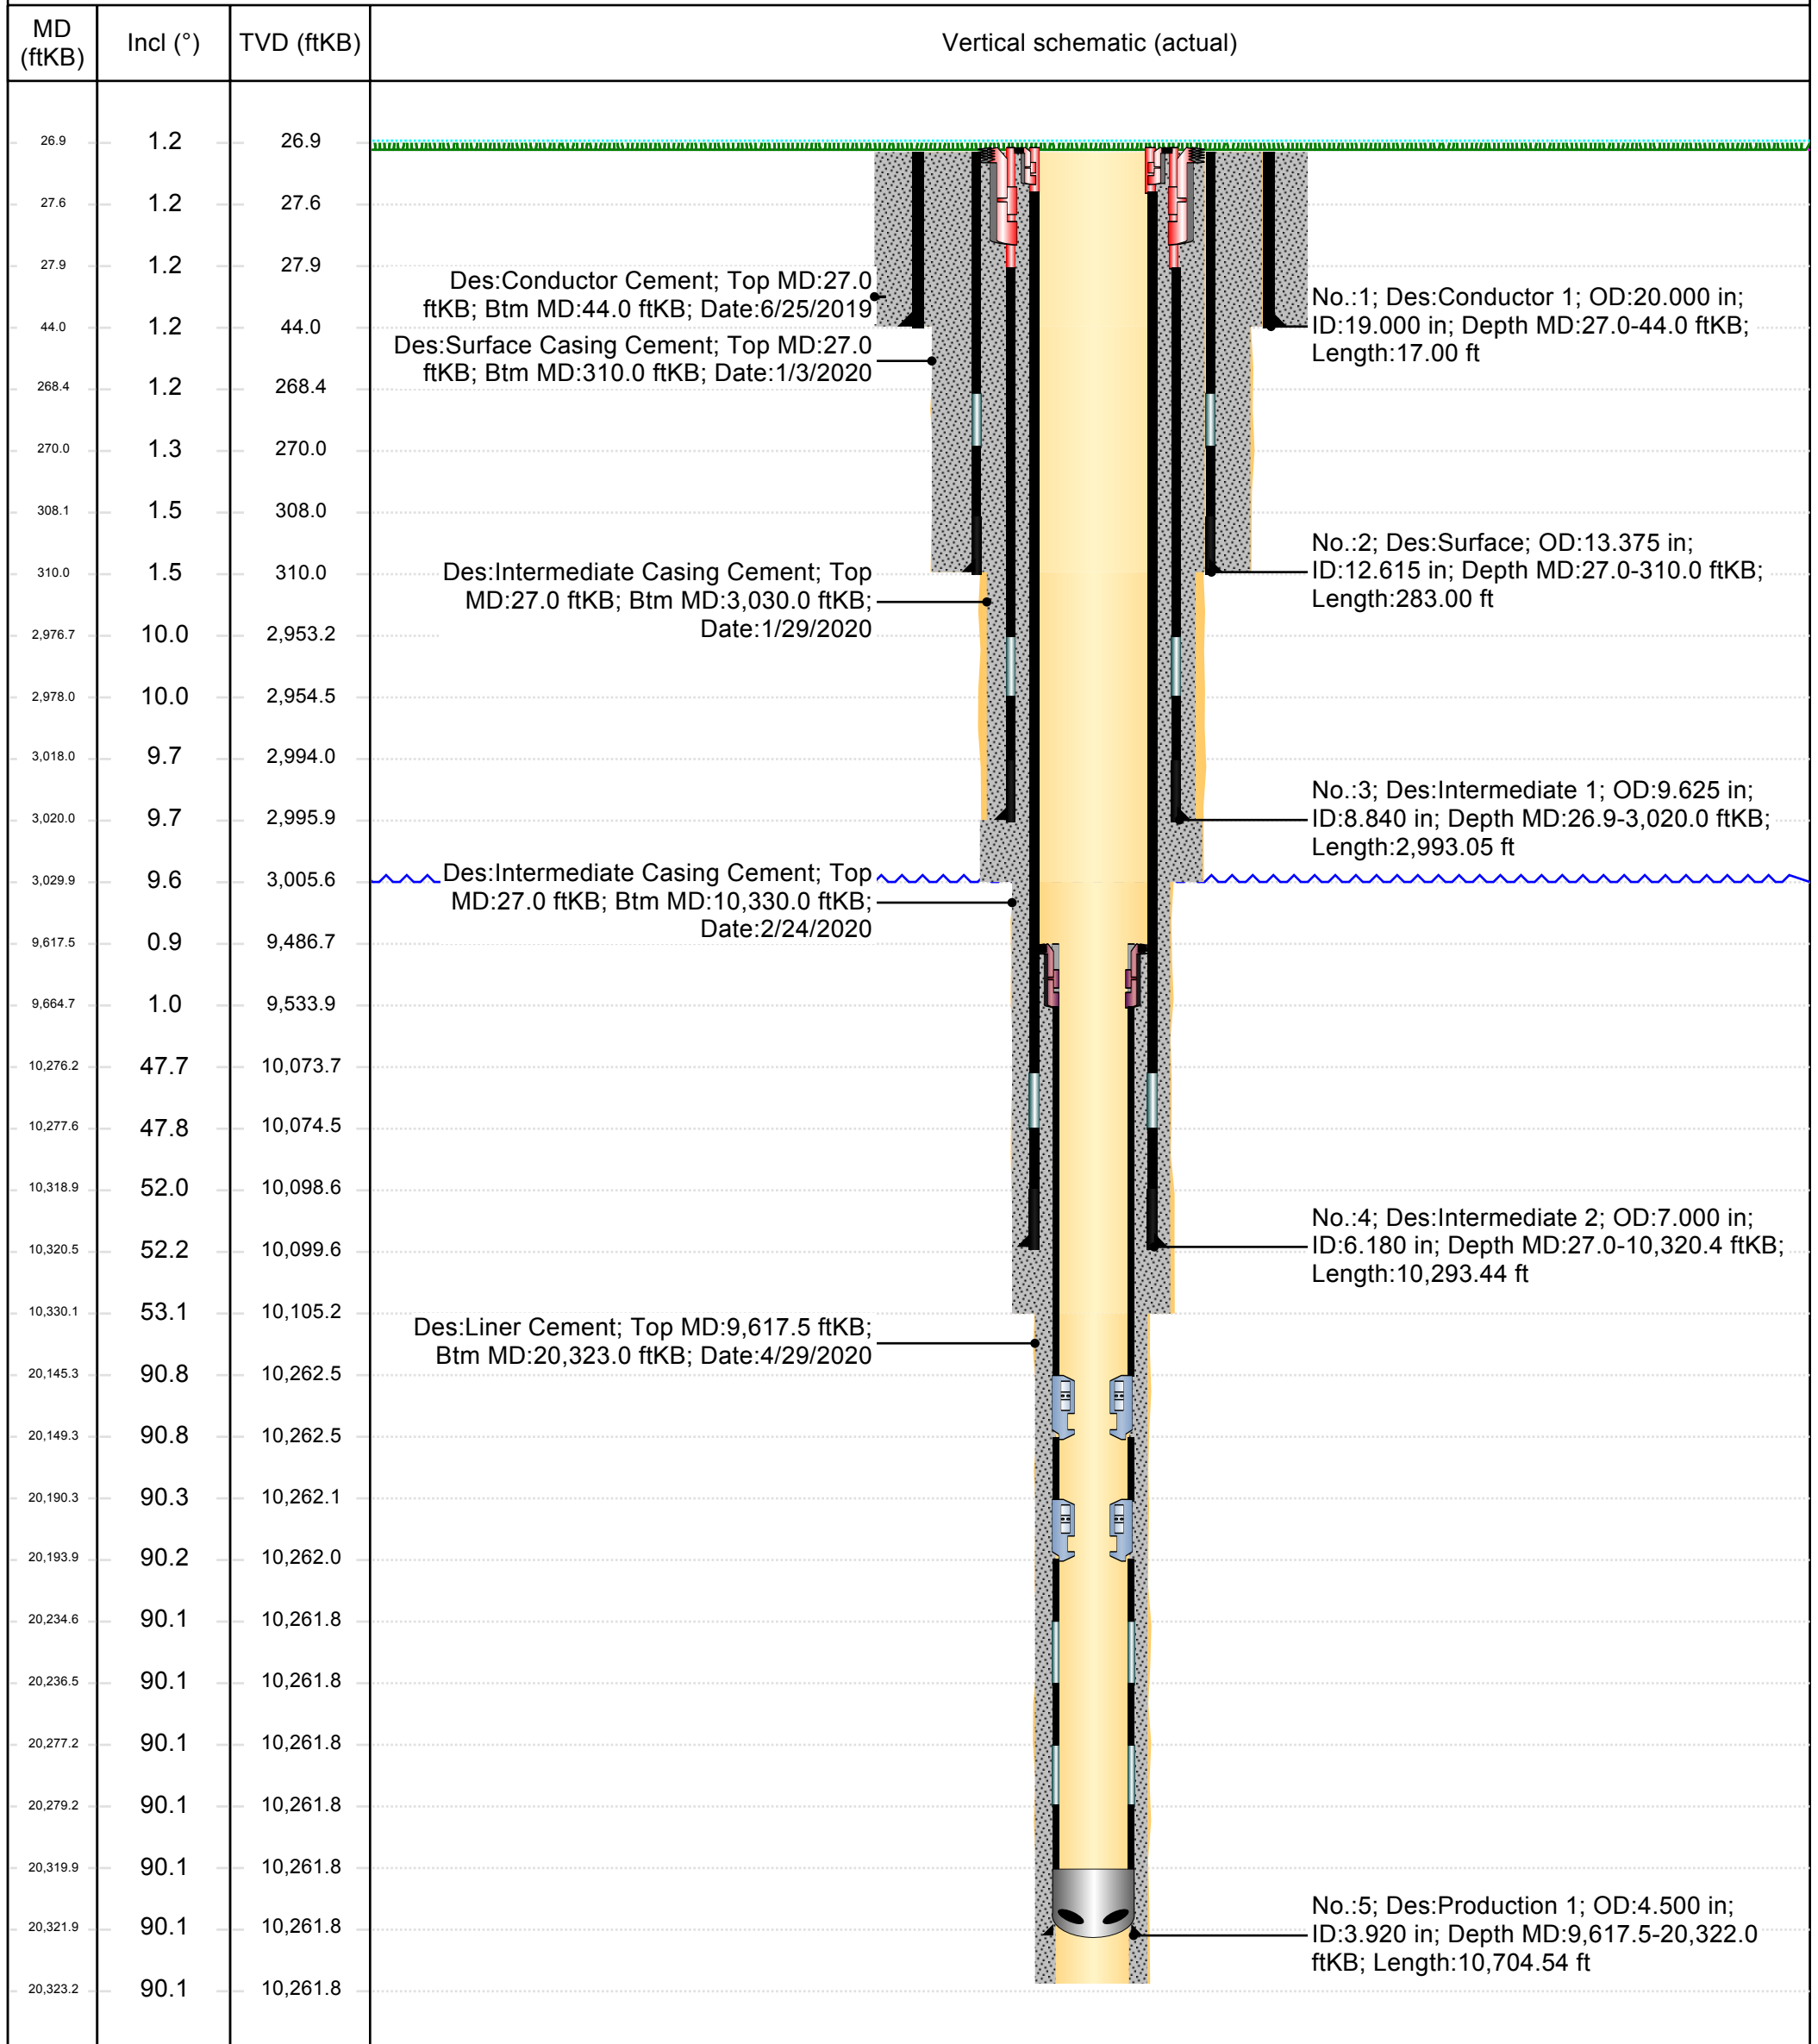 MD (ftKB) Incl (°) TVD (ftKB) Vertical schematic (actual)
26.9 1.2 26.9
27.6 1.2 27.6
27.9 1.2 27.9
Des:Conductor Cement; Top MD:27.0
ftKB; Btm MD:44.0 ftKB; Date:6/25/2019
No.:1; Des:Conductor 1; OD:20.000 in;
ID:19.000 in; Depth MD:27.0-44.0 ftKB;
Length:17.00 ft
44.0 1.2 44.0
Des:Surface Casing Cement; Top MD:27.0
ftKB; Btm MD:310.0 ftKB; Date:1/3/2020
268.4 1.2 268.4
270.0 1.3 270.0
308.1 1.5 308.0
No.:2; Des:Surface; OD:13.375 in;
ID:12.615 in; Depth MD:27.0-310.0 ftKB;
Length:283.00 ft
310.0 1.5 310.0
Des:Intermediate Casing Cement; Top
MD:27.0 ftKB; Btm MD:3,030.0 ftKB;
Date:1/29/2020
2,976.7 10.0 2,953.2
2,978.0 10.0 2,954.5
3,018.0 9.7 2,994.0
No.:3; Des:Intermediate 1; OD:9.625 in;
ID:8.840 in; Depth MD:26.9-3,020.0 ftKB;
Length:2,993.05 ft
3,020.0 9.7 2,995.9
3,029.9 9.6 3,005.6
Des:Intermediate Casing Cement; Top
MD:27.0 ftKB; Btm MD:10,330.0 ftKB;
Date:2/24/2020
9,617.5 0.9 9,486.7
9,664.7 1.0 9,533.9
10,276.2 47.7 10,073.7
10,277.6 47.8 10,074.5
10,318.9 52.0 10,098.6
No.:4; Des:Intermediate 2; OD:7.000 in;
ID:6.180 in; Depth MD:27.0-10,320.4 ftKB;
Length:10,293.44 ft
10,320.5 52.2 10,099.6
10,330.1 53.1 10,105.2
Des:Liner Cement; Top MD:9,617.5 ftKB;
Btm MD:20,323.0 ftKB; Date:4/29/2020
20,145.3 90.8 10,262.5
20,149.3 90.8 10,262.5
20,190.3 90.3 10,262.1
20,193.9 90.2 10,262.0
20,234.6 90.1 10,261.8
20,236.5 90.1 10,261.8
20,277.2 90.1 10,261.8
20,279.2 90.1 10,261.8
20,319.9 90.1 10,261.8
No.:5; Des:Production 1; OD:4.500 in;
ID:3.920 in; Depth MD:9,617.5-20,322.0
ftKB; Length:10,704.54 ft
20,321.9 90.1 10,261.8
20,323.2 90.1 10,261.8